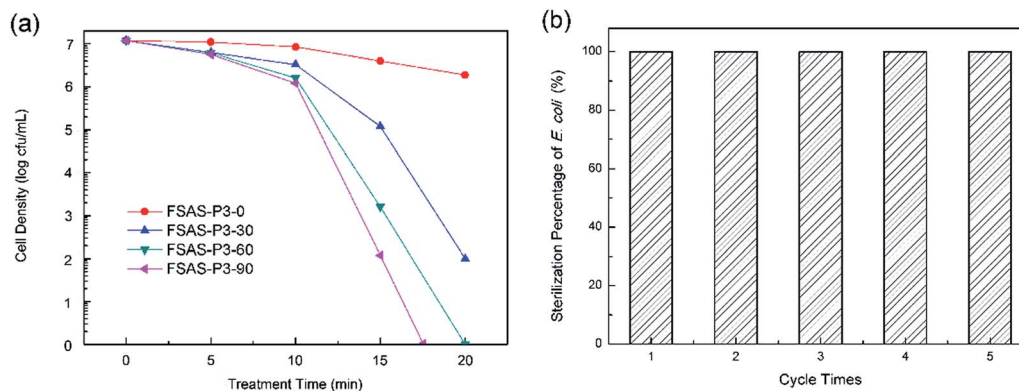 (a)
7
6
5
4
3
2
1
0
Cell Density (log cfu/mL)
FSAS-P3-0
FSAS-P3-30
FSAS-P3-60
FSAS-P3-90
0 5 10 15 20
Treatment Time (min)
(b)
100
80
60
40
20
0
Sterilization Percentage of E. coli (%)
1 2 3 4 5
Cycle Times